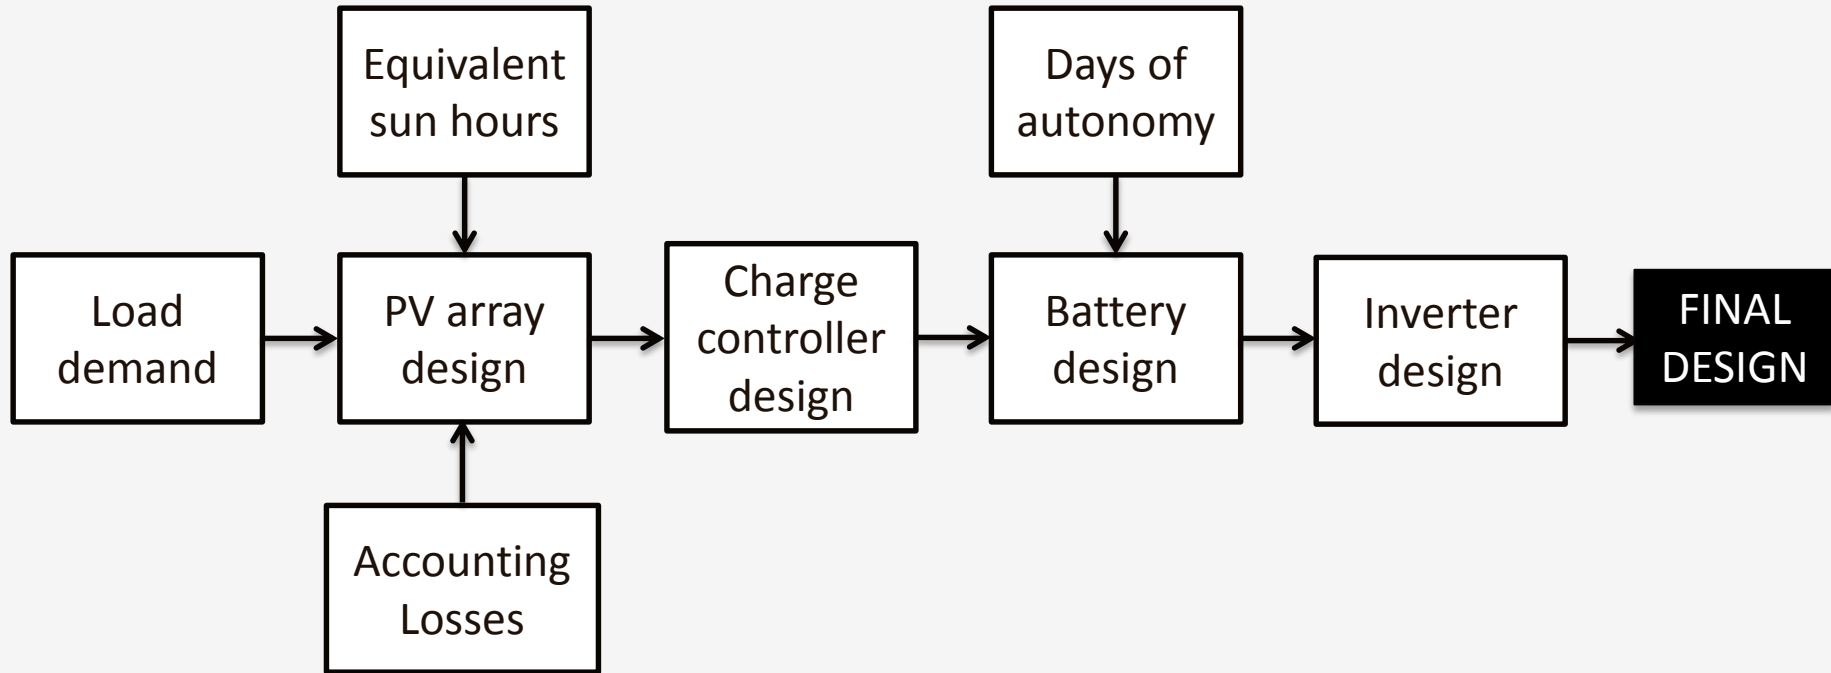 Equivalent
sun hours
Days of
autonomy
Load
demand
PV array
design
Charge
controller
design
Battery
design
Inverter
design
FINAL
DESIGN
Accounting
Losses